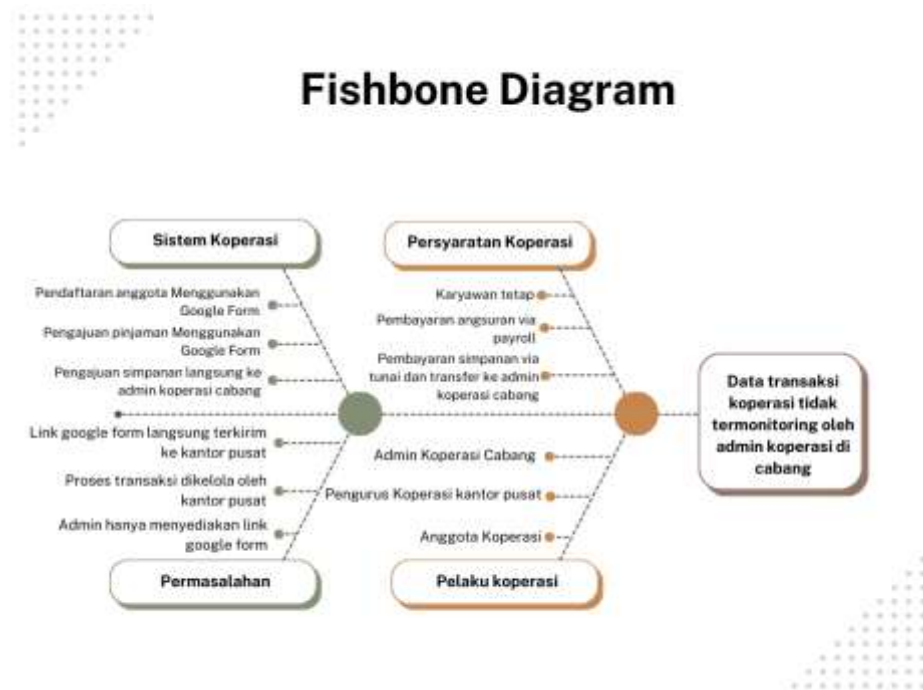 Fishbone Diagram
Sistem Koperasi
Pendaftaran anggota Menggunakan
Google Form
Pengajuan pinjaman Menggunakan
Google Form
Pengajuan simpanan langsung ke
admin koperasi cabang
Persyaratan Koperasi
Karyawan tetap
Pembayaran angsuran via
payroll
Pembayaran simpanan via
tunai dan transfer ke admin
koperasi cabang
Data transaksi
koperasi tidak
termonitoring oleh
admin koperasi di
cabang
Link google form langsung terkirim
ke kantor pusat
Proses transaksi dikelola oleh
kantor pusat
Admin hanya menyediakan link
google form
Permasalahan
Admin Koperasi Cabang
Pengurus Koperasi kantor pusat
Anggota Koperasi
Pelaku koperasi